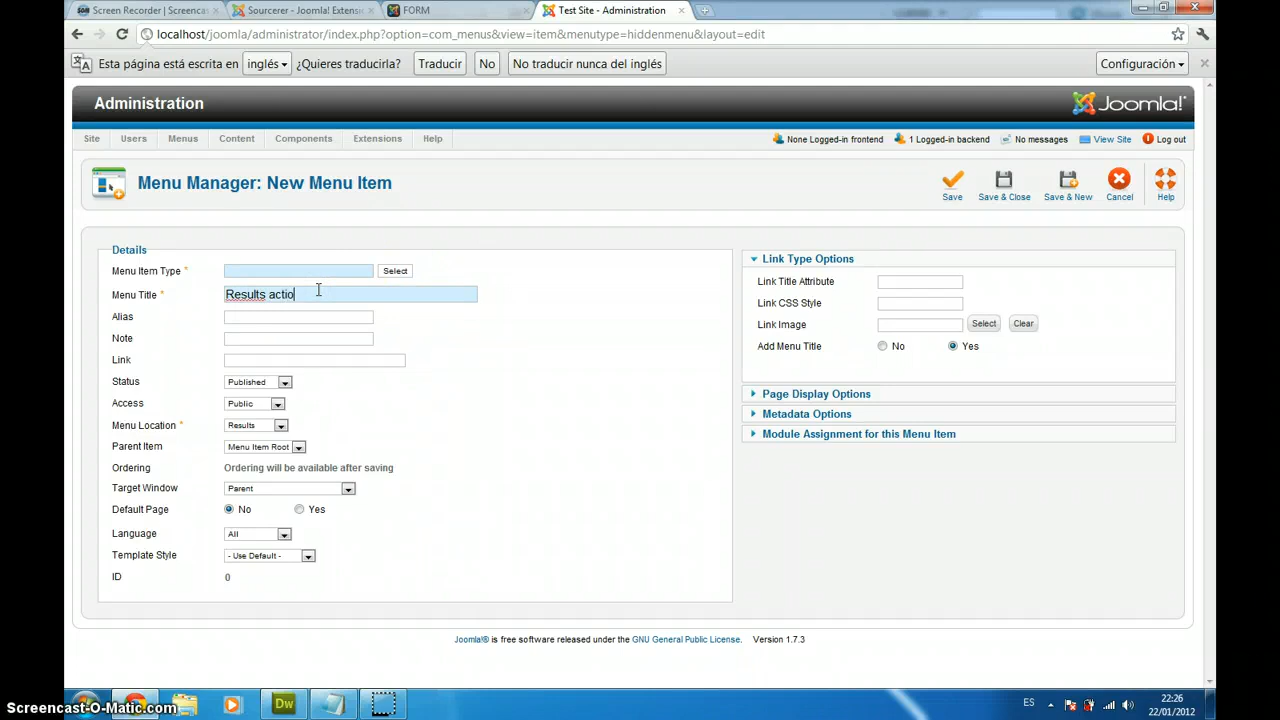 Screen Recorder | Screencast
Sourcerer - Joomla! Extensi
FORM
Test Site - Administration
localhost/joomla/administrator/index.php?option=com_menus&view=item&menutype=hiddenmenu&layout=edit
Esta página está escrita en inglés ¿Quieres traducirla? Traducir No No traducir nunca del inglés Configuración
Administration
Joomla!
Site Users Menus Content Components Extensions Help
None Logged-in frontend 1 Logged-in backend No messages View Site Log out
Menu Manager: New Menu Item
Save Save & Close Save & New Cancel Help
Details
Menu Item Type * Select
Menu Title * Results actio
Alias
Note
Link
Status Published
Access Public
Menu Location * Results
Parent Item Menu Item Root
Ordering Ordering will be available after saving
Target Window Parent
Default Page No Yes
Language All
Template Style - Use Default -
ID 0
Link Type Options
Link Title Attribute
Link CSS Style
Link Image Select Clear
Add Menu Title No Yes
Page Display Options
Metadata Options
Module Assignment for this Menu Item
Joomla!® is free software released under the GNU General Public License. Version 1.7.3
Dw
ES
22:26
22/01/2012
Screencast-O-Matic.com